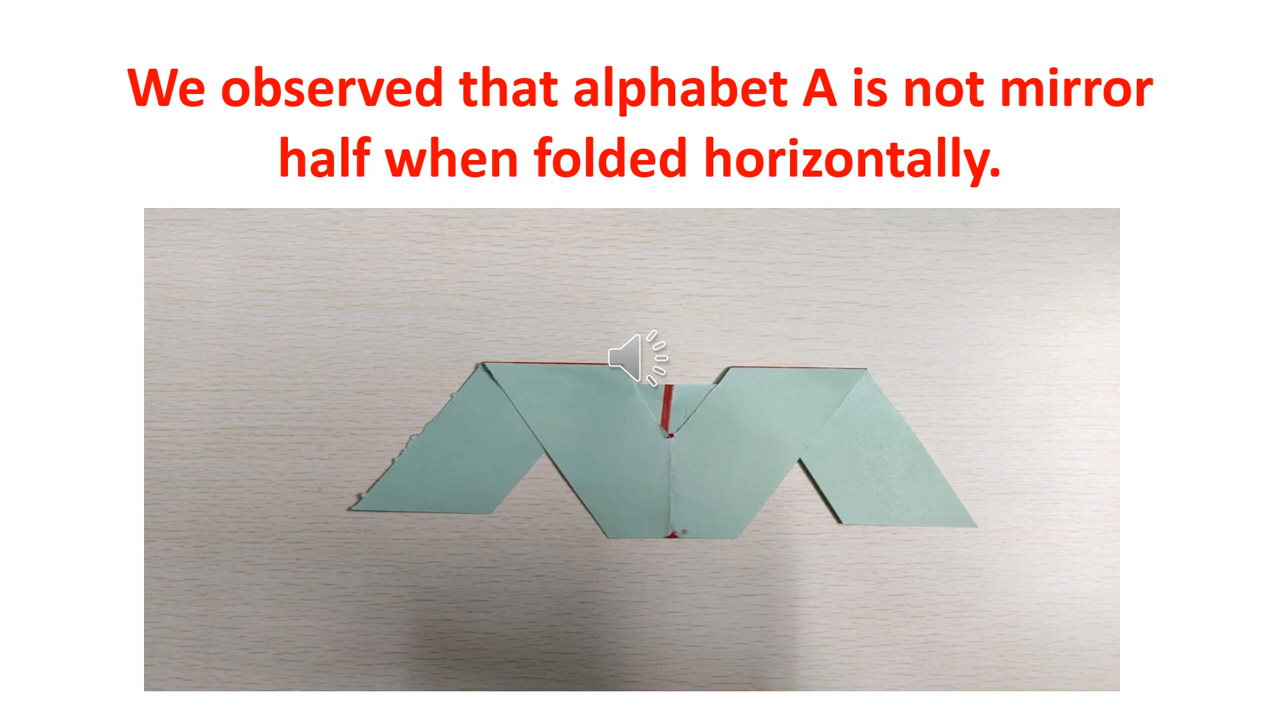 We observed that alphabet A is not mirror
half when folded horizontally.